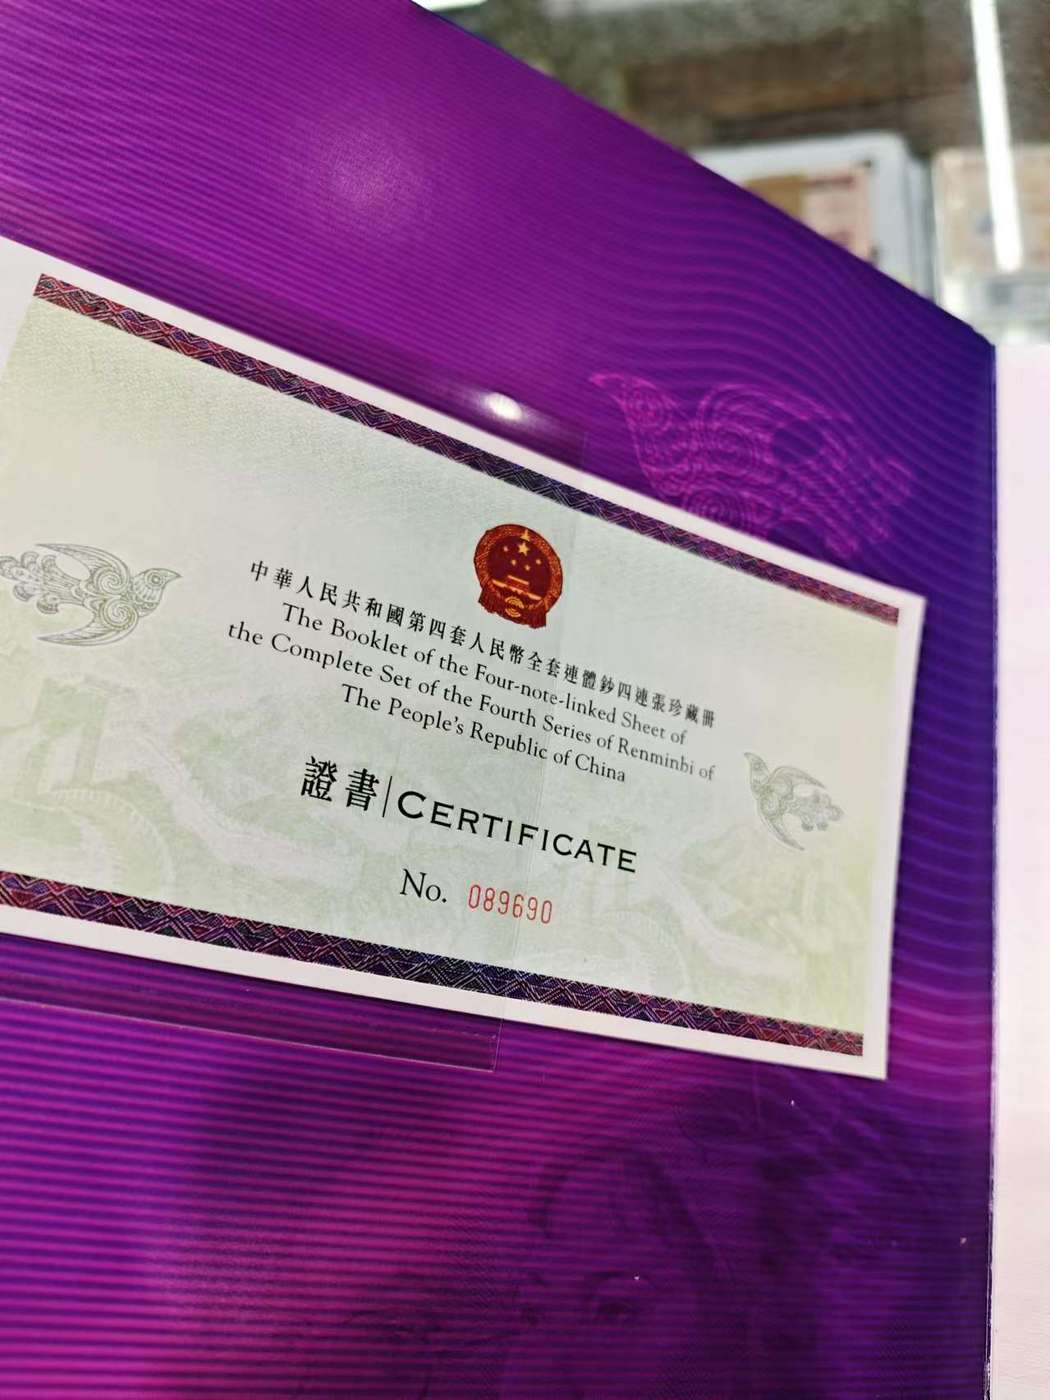 中華人民共和國第四套人民幣全套連體鈔四連張珍藏冊
The Booklet of the Four-note-linked Sheet of
the Complete Set of the Fourth Series of Renminbi of
The People's Republic of China
證書|CERTIFICATE
No. 089690